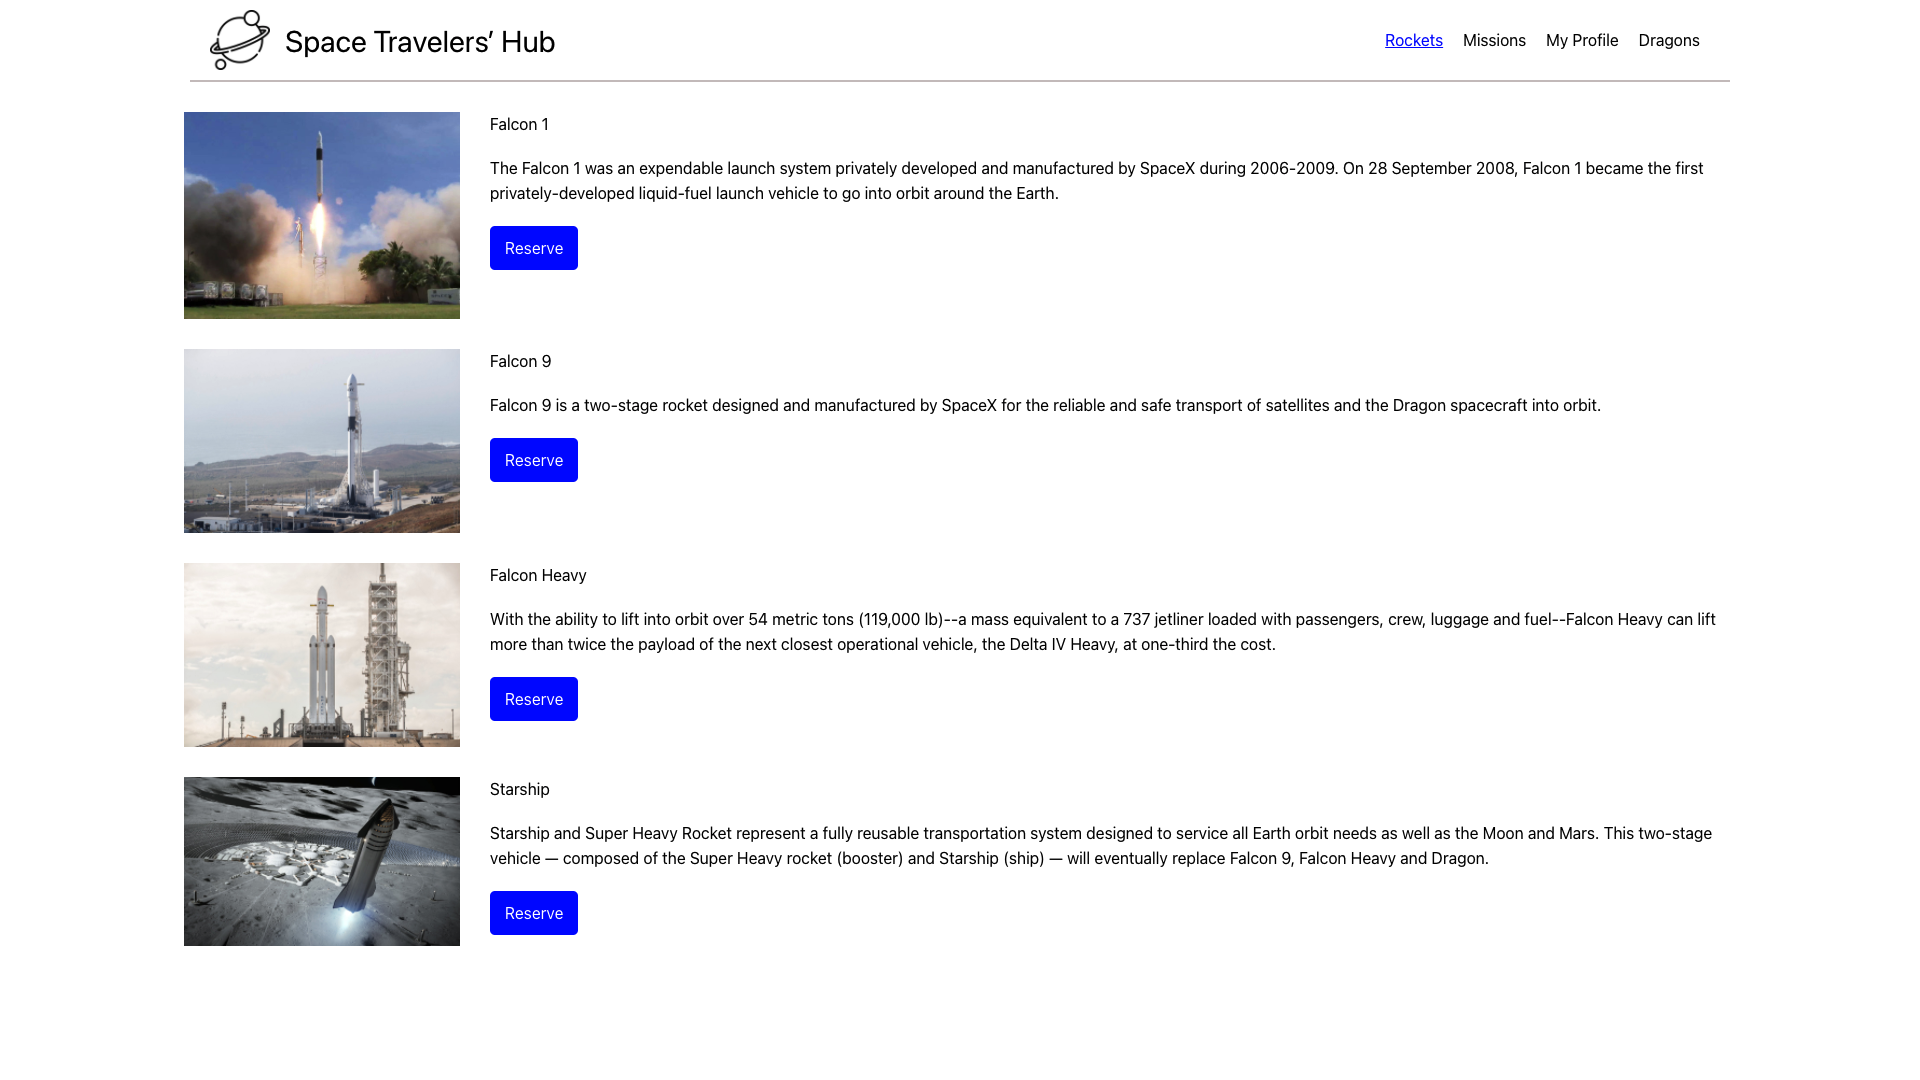 Space Travelers’ Hub
Rockets Missions My Profile Dragons
Falcon 1
The Falcon 1 was an expendable launch system privately developed and manufactured by SpaceX during 2006-2009. On 28 September 2008, Falcon 1 became the first
privately-developed liquid-fuel launch vehicle to go into orbit around the Earth.
Reserve
Falcon 9
Falcon 9 is a two-stage rocket designed and manufactured by SpaceX for the reliable and safe transport of satellites and the Dragon spacecraft into orbit.
Reserve
Falcon Heavy
With the ability to lift into orbit over 54 metric tons (119,000 lb)--a mass equivalent to a 737 jetliner loaded with passengers, crew, luggage and fuel--Falcon Heavy can lift
more than twice the payload of the next closest operational vehicle, the Delta IV Heavy, at one-third the cost.
Reserve
Starship
Starship and Super Heavy Rocket represent a fully reusable transportation system designed to service all Earth orbit needs as well as the Moon and Mars. This two-stage
vehicle — composed of the Super Heavy rocket (booster) and Starship (ship) — will eventually replace Falcon 9, Falcon Heavy and Dragon.
Reserve